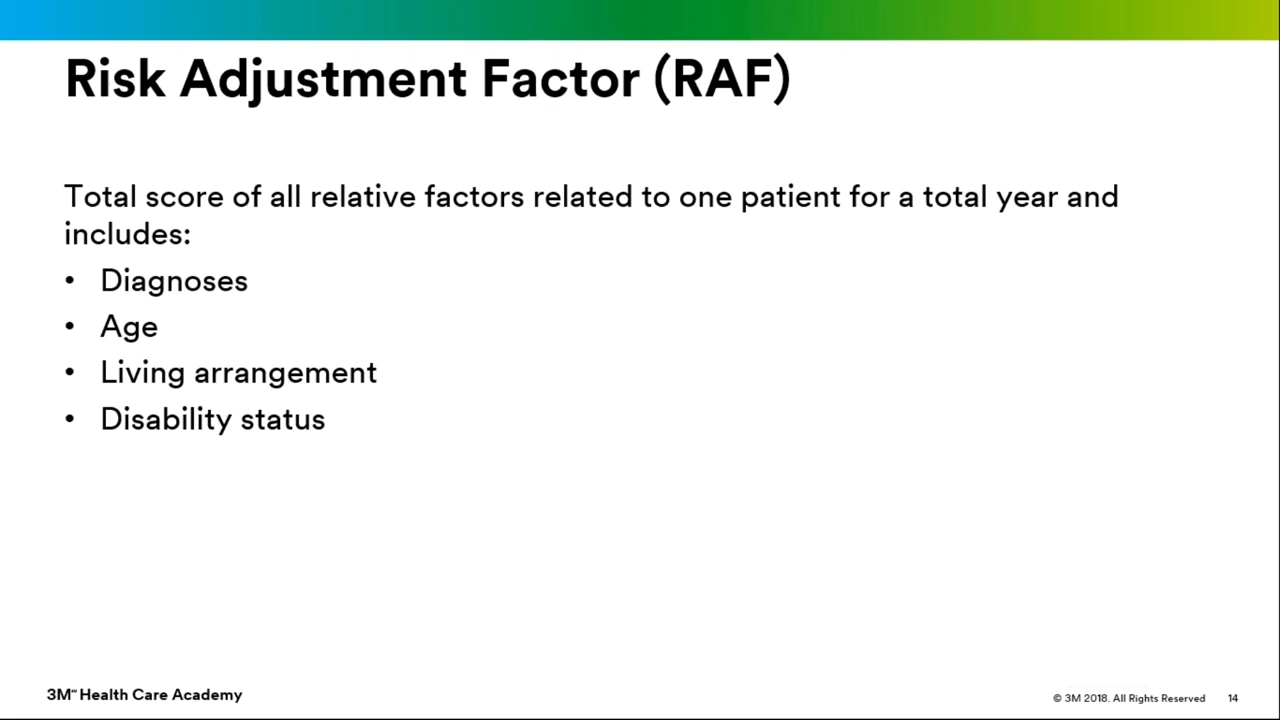 Risk Adjustment Factor (RAF)
Total score of all relative factors related to one patient for a total year and
includes:
• Diagnoses
• Age
• Living arrangement
• Disability status
3M℠ Health Care Academy
© 3M 2018. All Rights Reserved 14